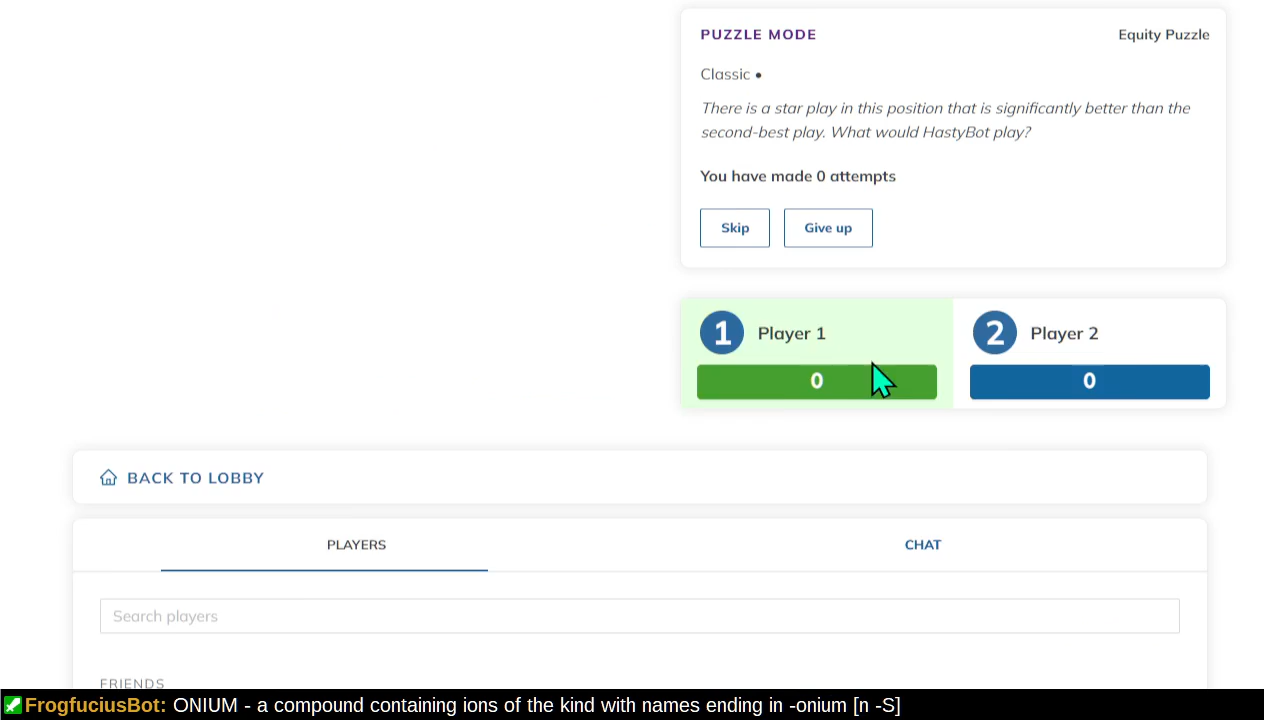 PUZZLE MODE
Equity Puzzle
Classic •
There is a star play in this position that is significantly better than the
second-best play. What would HastyBot play?
You have made 0 attempts
Skip
Give up
1 Player 1
2 Player 2
0
0
BACK TO LOBBY
PLAYERS
CHAT
Search players
FRIENDS
FrogfuciusBot: ONIUM - a compound containing ions of the kind with names ending in -onium [n -S]